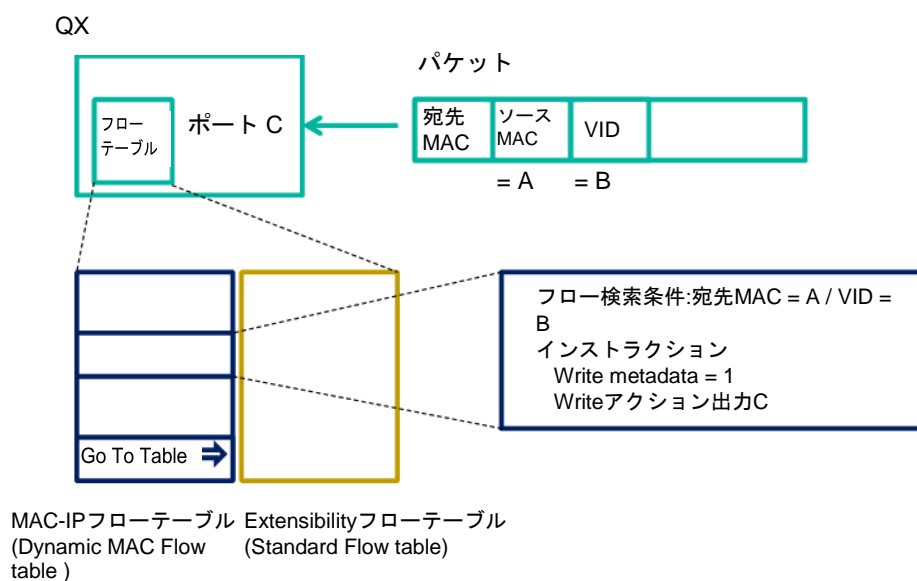 QX
パケット
フロー
テーブル
ポート C
宛先
MAC
ソース
MAC
VID
= A
= B
フロー検索条件:宛先MAC = A / VID =
B
インストラクション
Write metadata = 1
Writeアクション出力C
Go To Table
MAC-IPフローテーブル
(Dynamic MAC Flow
table )
Extensibilityフローテーブル
(Standard Flow table)